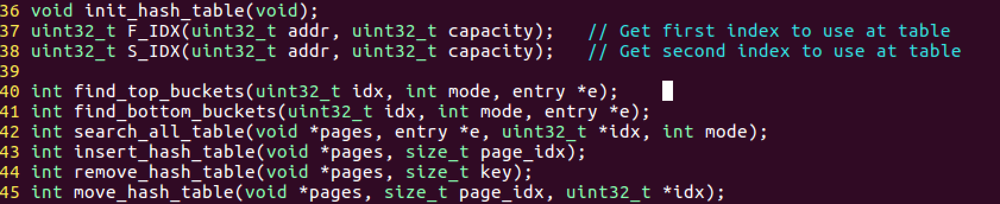 36 void init_hash_table(void);
37 uint32_t F_IDX(uint32_t addr, uint32_t capacity);   // Get first index to use at table
38 uint32_t S_IDX(uint32_t addr, uint32_t capacity);   // Get second index to use at table
39
40 int find_top_buckets(uint32_t idx, int mode, entry *e);
41 int find_bottom_buckets(uint32_t idx, int mode, entry *e);
42 int search_all_table(void *pages, entry *e, uint32_t *idx, int mode);
43 int insert_hash_table(void *pages, size_t page_idx);
44 int remove_hash_table(void *pages, size_t key);
45 int move_hash_table(void *pages, size_t page_idx, uint32_t *idx);